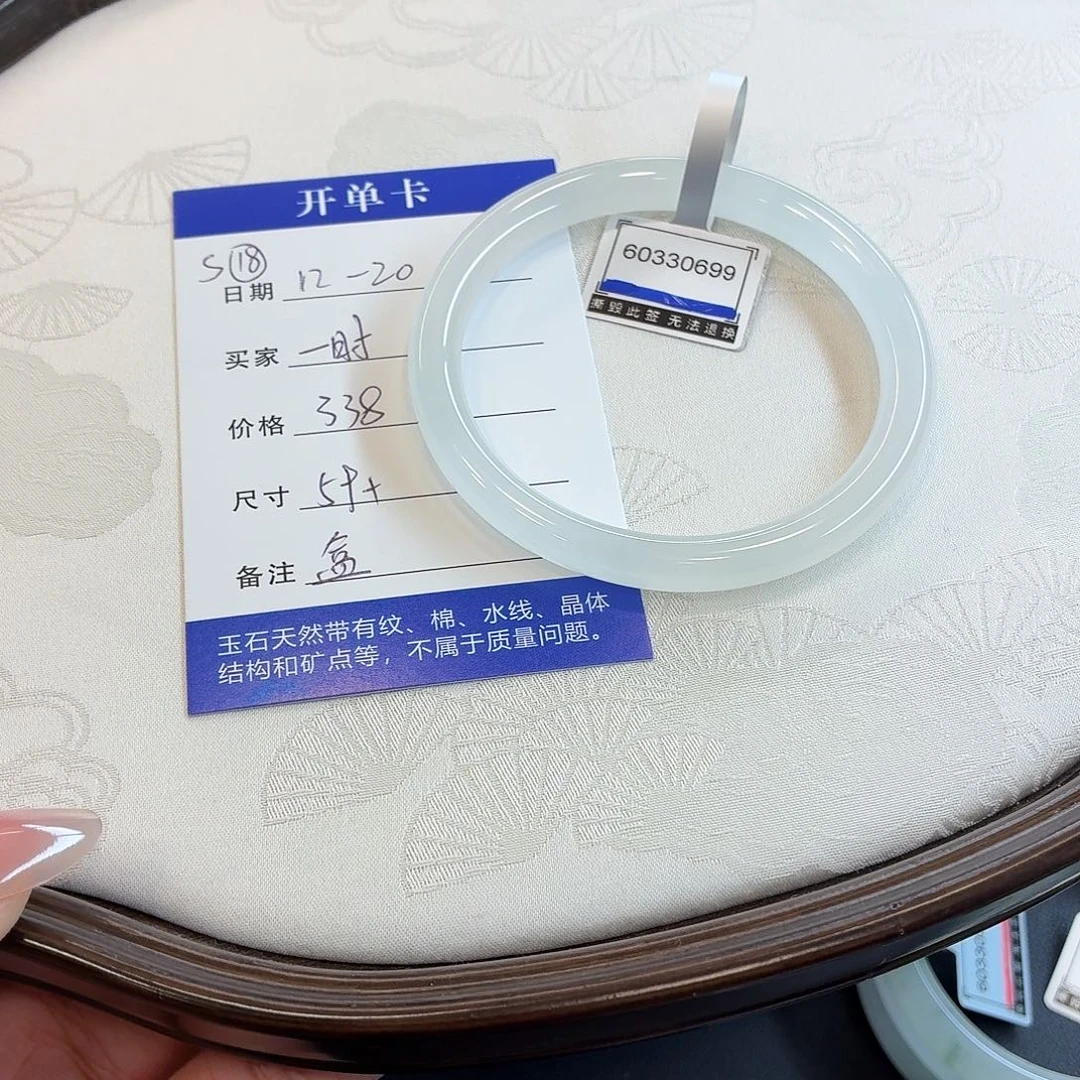 开单卡
S⑱
日期 12-20
买家 一时
价格 338
尺寸 59+
备注 盒
玉石天然带有纹、棉、水线、晶体
结构和矿点等，不属于质量问题。
60330699
撕毁此签 无法退换